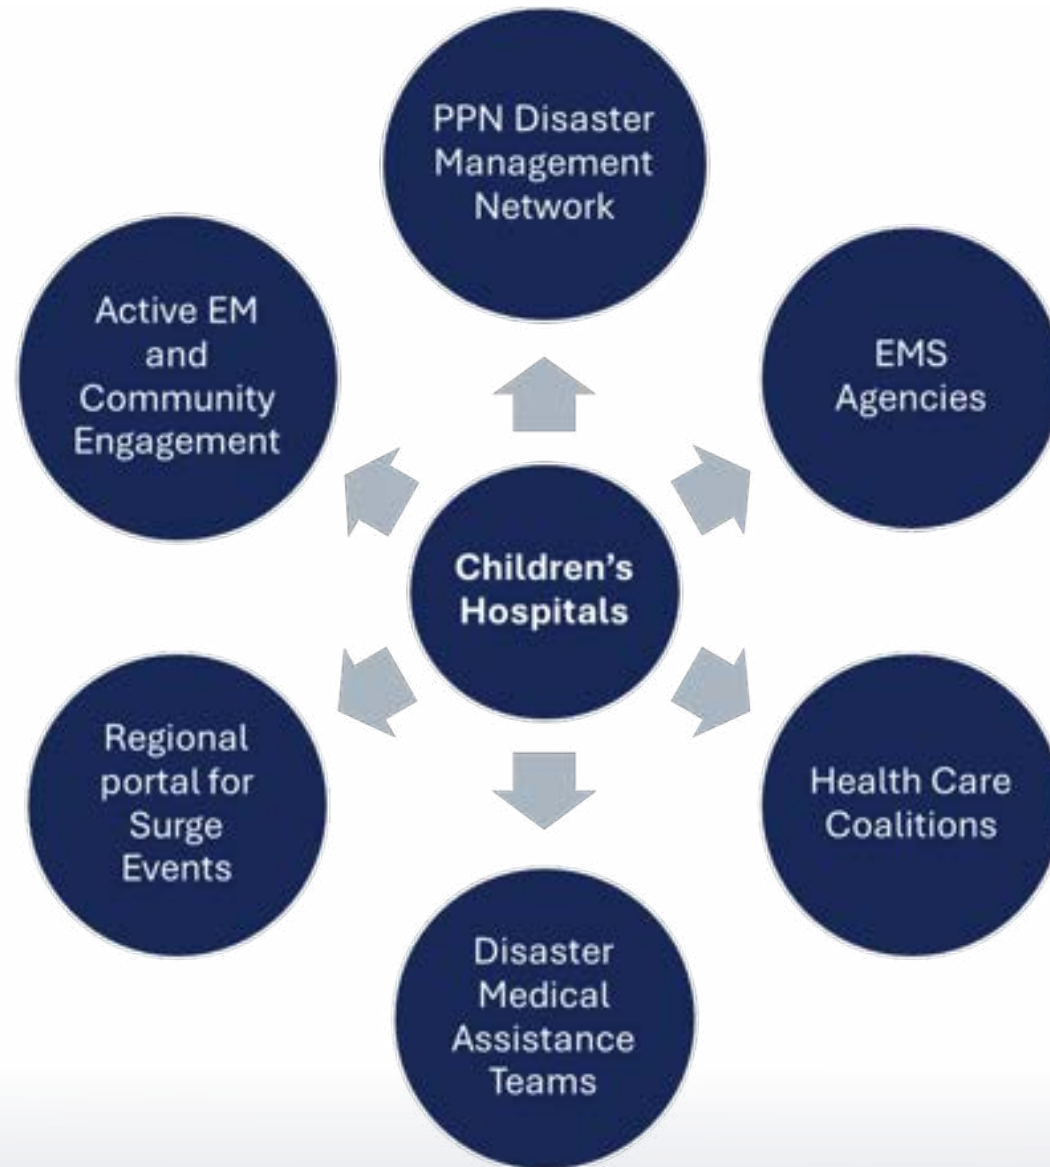 PPN Disaster
Management
Network
Active EM
and
Community
Engagement
EMS
Agencies
Children's
Hospitals
Regional
portal for
Surge
Events
Health Care
Coalitions
Disaster
Medical
Assistance
Teams